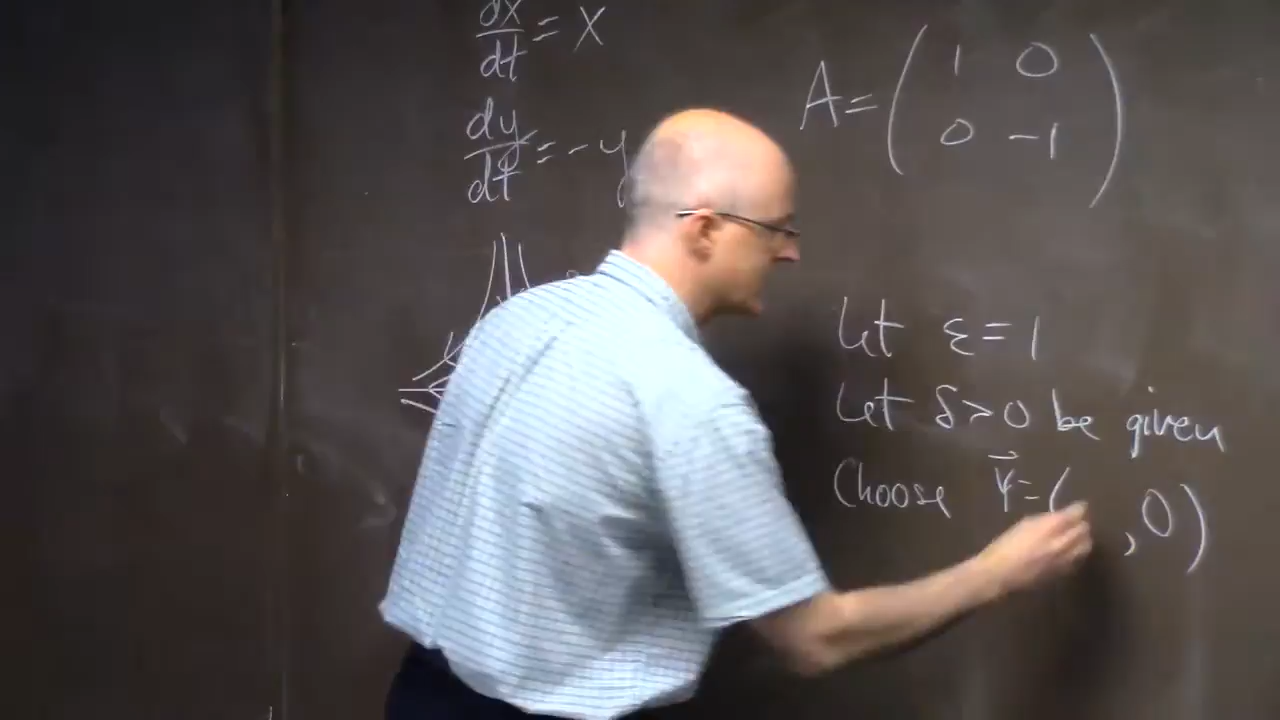 dx/dt = x
dy/dt = -y
A = ( 1 0
0 -1 )
Let ε = 1
Let δ > 0 be given
Choose Ψ⃗ = ( , 0 )